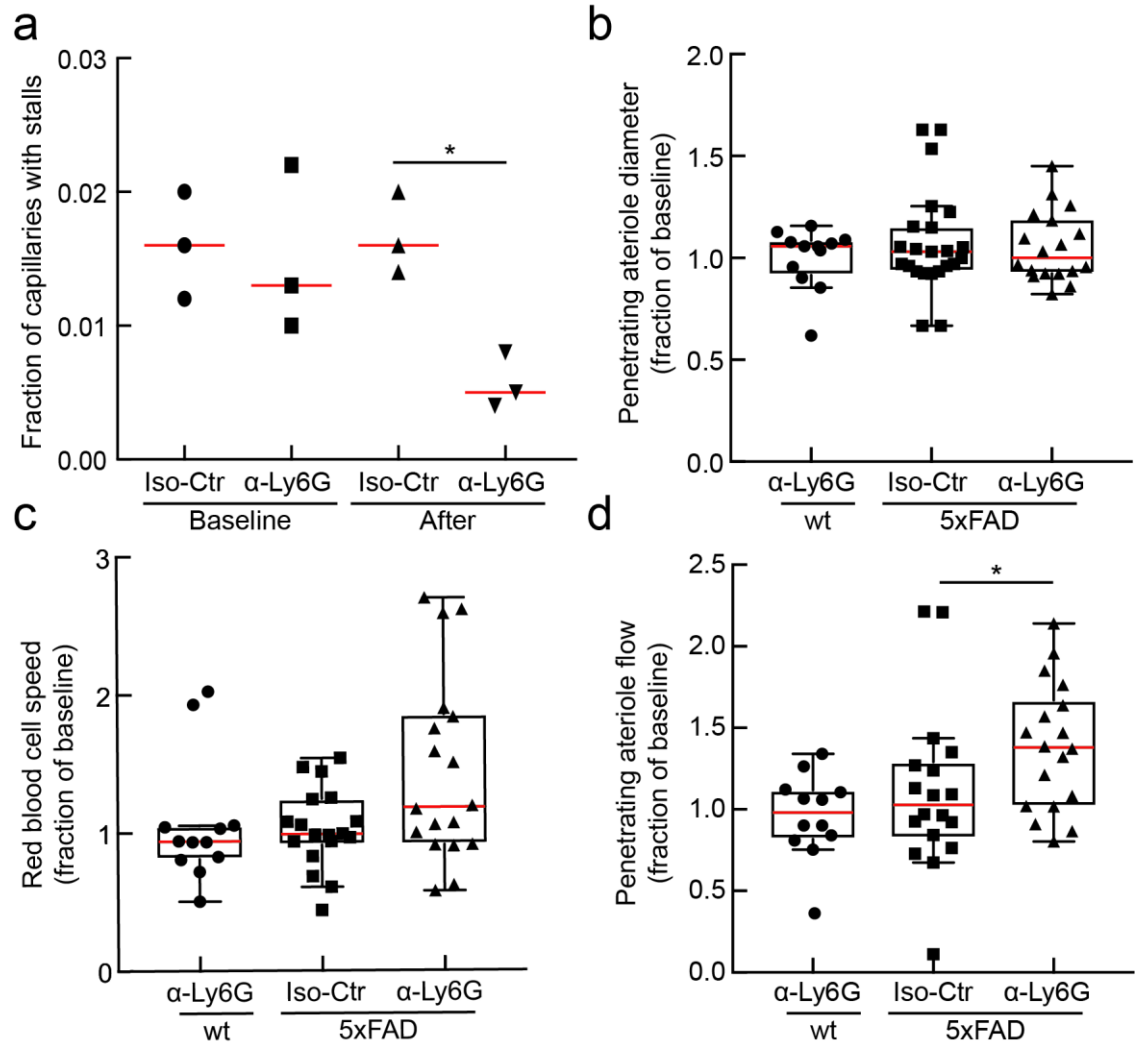 a
Fraction of capillaries with stalls
0.03
0.02
0.01
0.00
*
Iso-Ctr α-Ly6G Iso-Ctr α-Ly6G
Baseline After
b
Penetrating ateriole diameter
(fraction of baseline)
2.0
1.5
1.0
0.5
0.0
α-Ly6G Iso-Ctr α-Ly6G
wt 5xFAD
c
Red blood cell speed
(fraction of baseline)
3
2
1
0
α-Ly6G Iso-Ctr α-Ly6G
wt 5xFAD
d
Penetrating ateriole flow
(fraction of baseline)
2.5
2.0
1.5
1.0
0.5
0.0
*
α-Ly6G Iso-Ctr α-Ly6G
wt 5xFAD